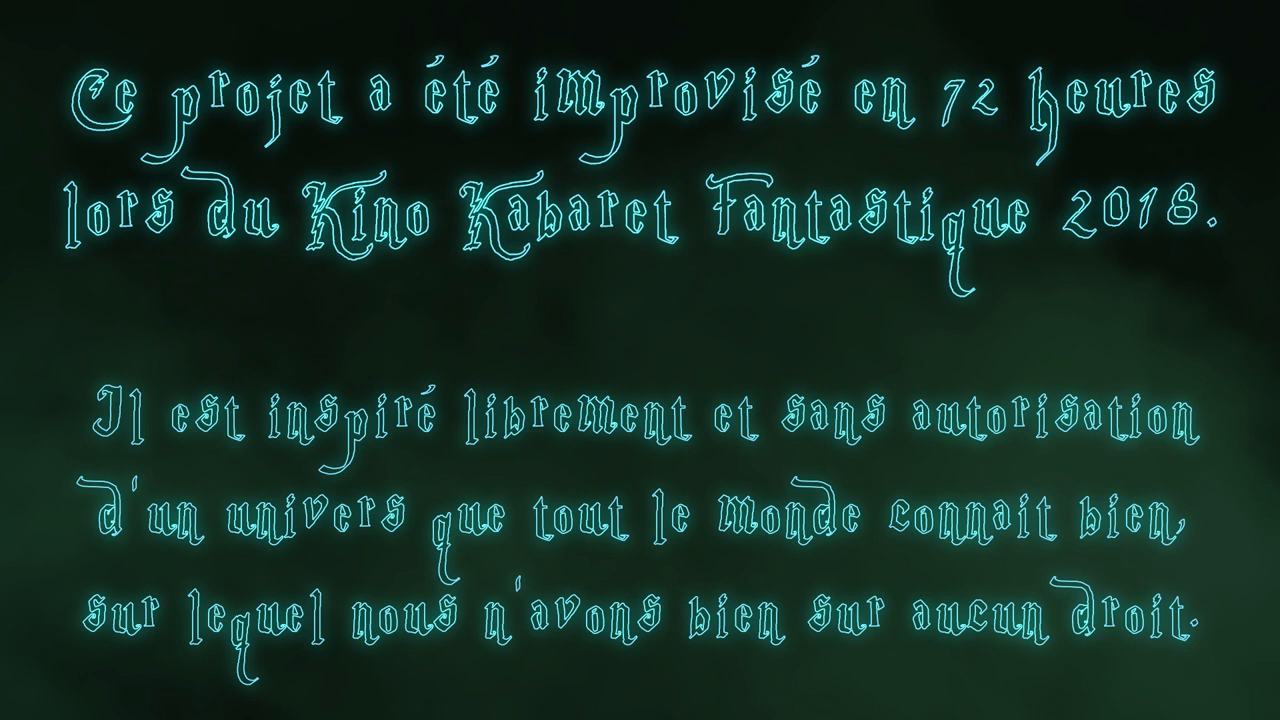 Ce projet a été improvisé en 72 heures
lors du Kino Kabaret Fantastique 2018.
Il est inspiré librement et sans autorisation
d'un univers que tout le monde connait bien,
sur lequel nous n'avons bien sur aucun droit.